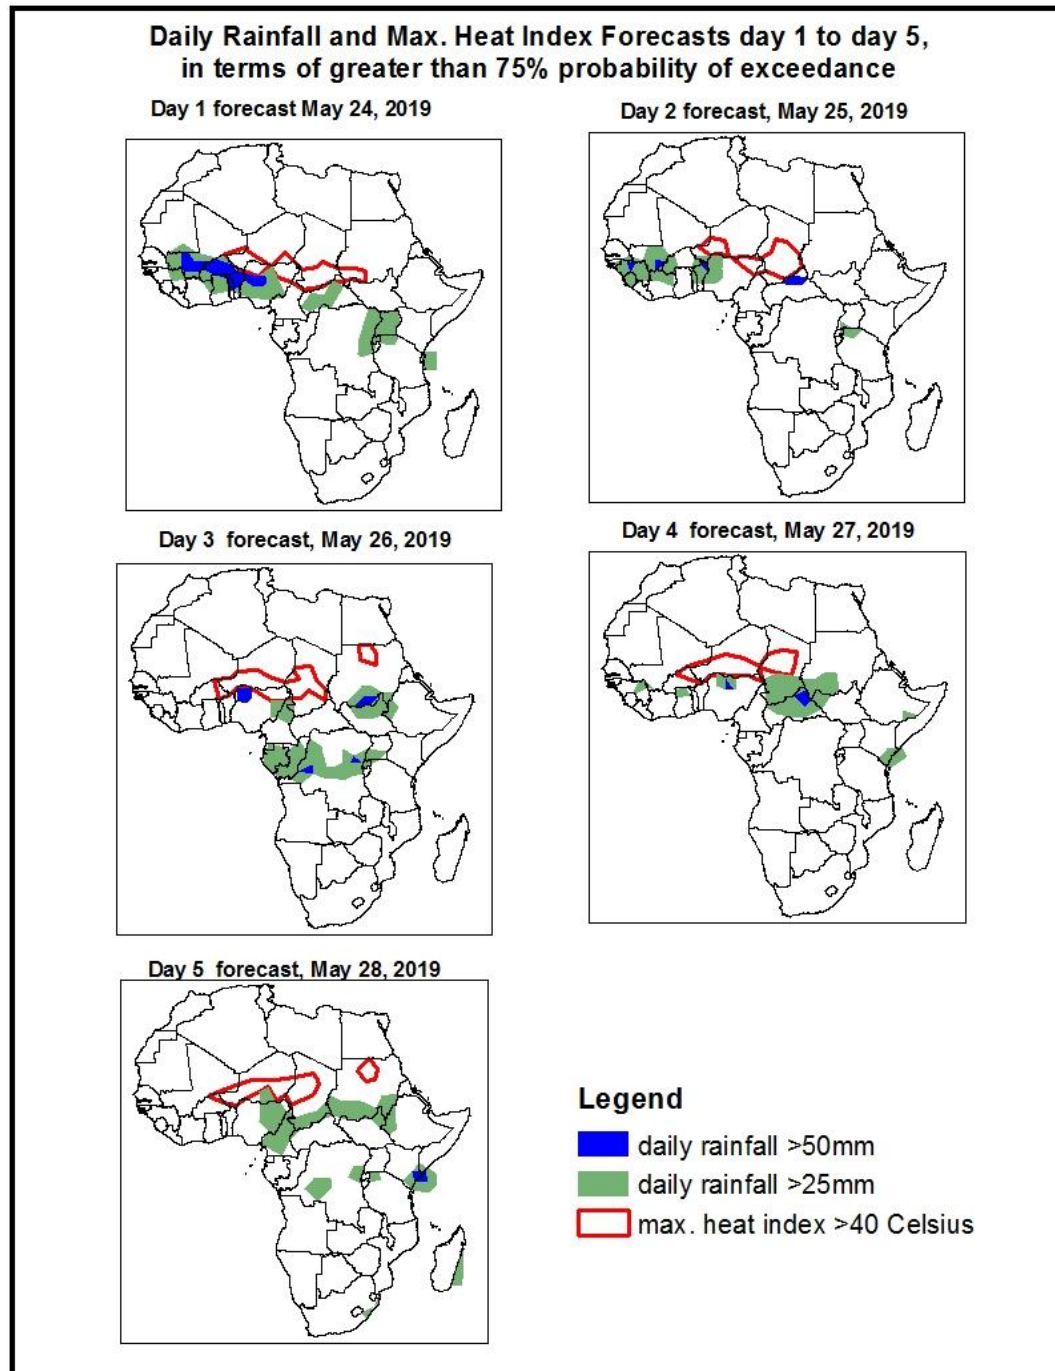 Daily Rainfall and Max. Heat Index Forecasts day 1 to day 5,
in terms of greater than 75% probability of exceedance
Day 1 forecast May 24, 2019
Day 2 forecast, May 25, 2019
Day 3 forecast, May 26, 2019
Day 4 forecast, May 27, 2019
Day 5 forecast, May 28, 2019
Legend
daily rainfall >50mm
daily rainfall >25mm
max. heat index >40 Celsius